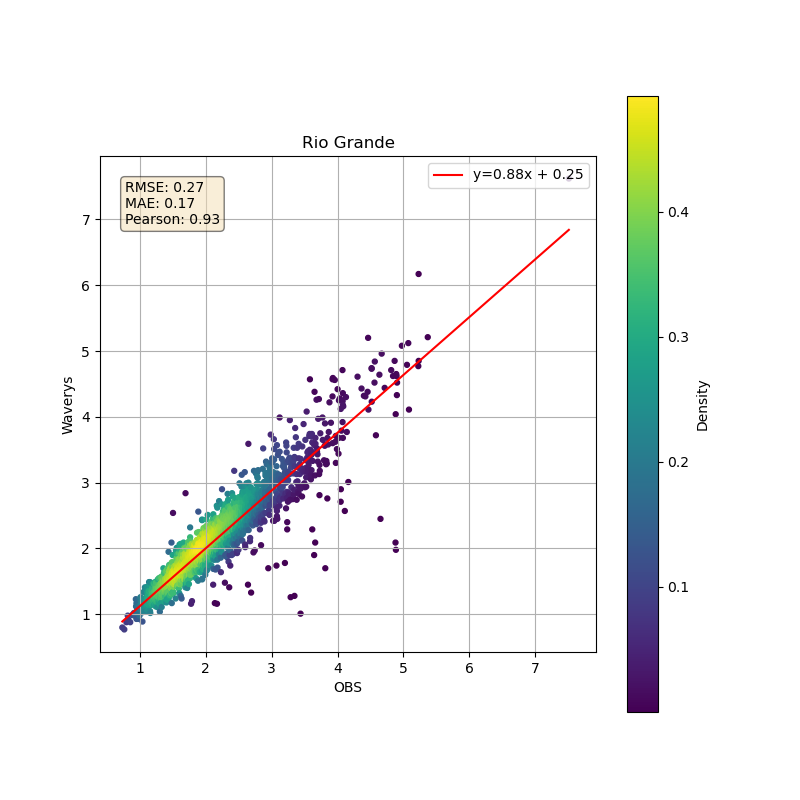 Rio Grande
RMSE: 0.27
MAE: 0.17
Pearson: 0.93
y=0.88x + 0.25
7
6
5
4
3
2
1
Waverys
1 2 3 4 5 6 7
OBS
0.4
0.3
0.2
0.1
Density